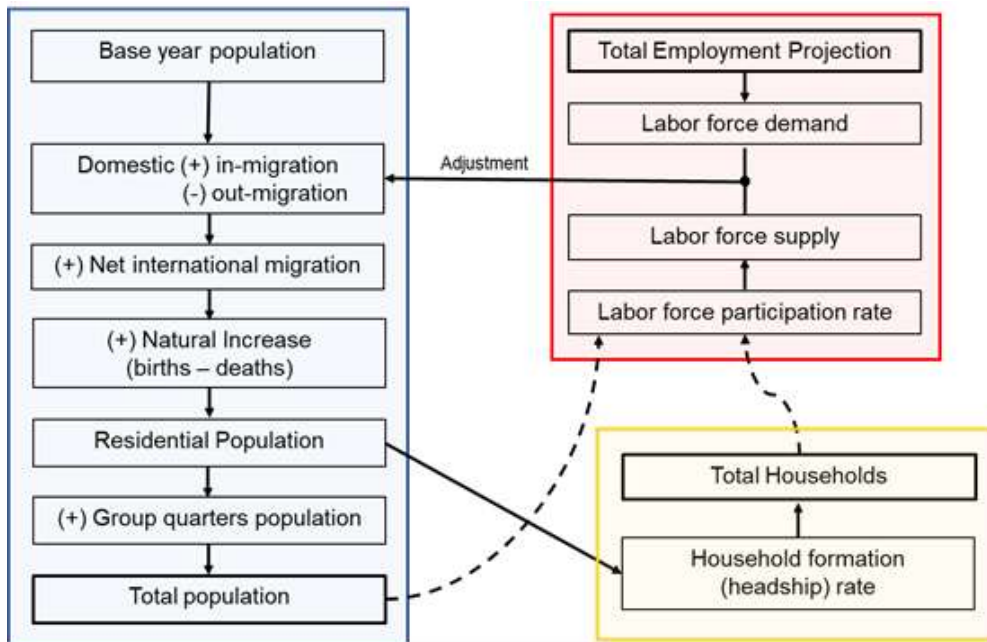 Base year population
Domestic (+) in-migration
(-) out-migration
(+) Net international migration
(+) Natural Increase
(births – deaths)
Residential Population
(+) Group quarters population
Total population
Adjustment
Total Employment Projection
Labor force demand
Labor force supply
Labor force participation rate
Total Households
Household formation
(headship) rate